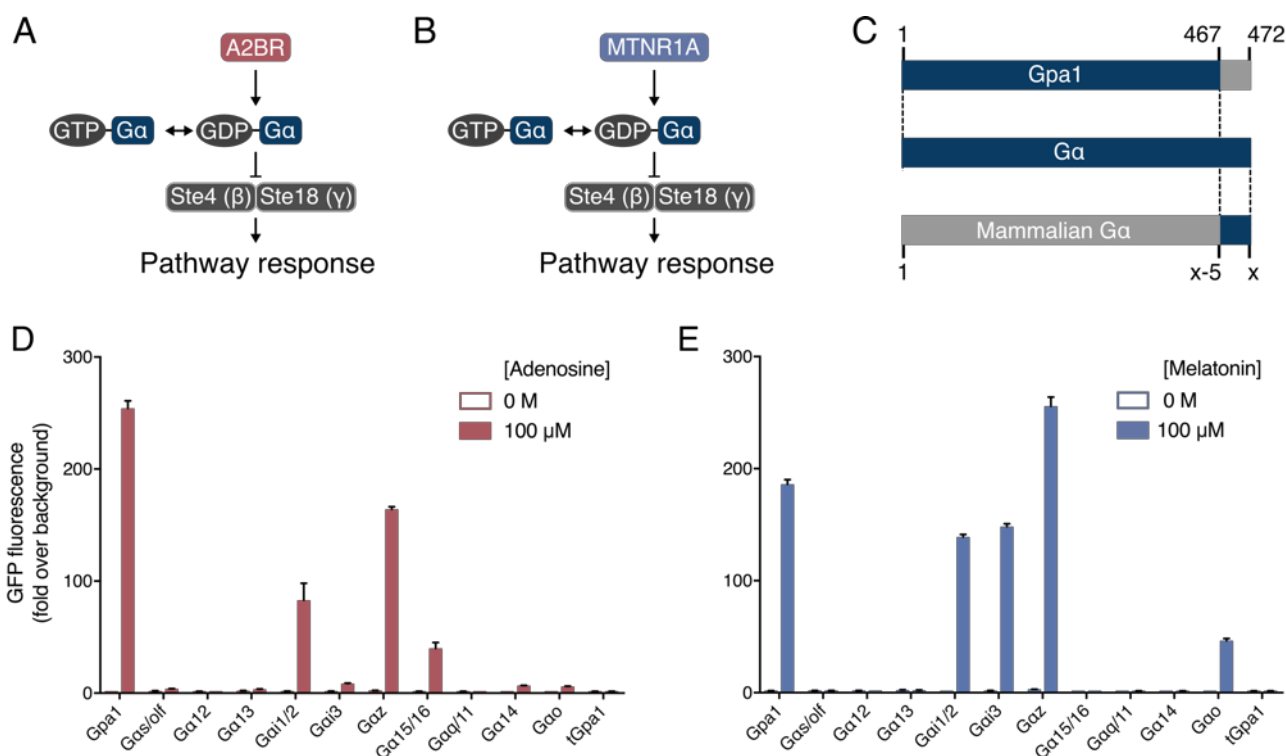 A
A2BR
GTP
Gα
GDP
Gα
Ste4 (β)
Ste18 (γ)
Pathway response
B
MTNR1A
GTP
Gα
GDP
Gα
Ste4 (β)
Ste18 (γ)
Pathway response
C
1
467
472
Gpa1
Gα
Mammalian Gα
1
x-5
x
D
GFP fluorescence
(fold over background)
300
200
100
0
[Adenosine]
0 M
100 µM
Gpa1
Gαs/olf
Gα12
Gα13
Gαi1/2
Gαi3
Gαz
Gα15/16
Gαq/11
Gα14
Gαo
tGpa1
E
300
200
100
0
[Melatonin]
0 M
100 µM
Gpa1
Gαs/olf
Gα12
Gα13
Gαi1/2
Gαi3
Gαz
Gα15/16
Gαq/11
Gα14
Gαo
tGpa1